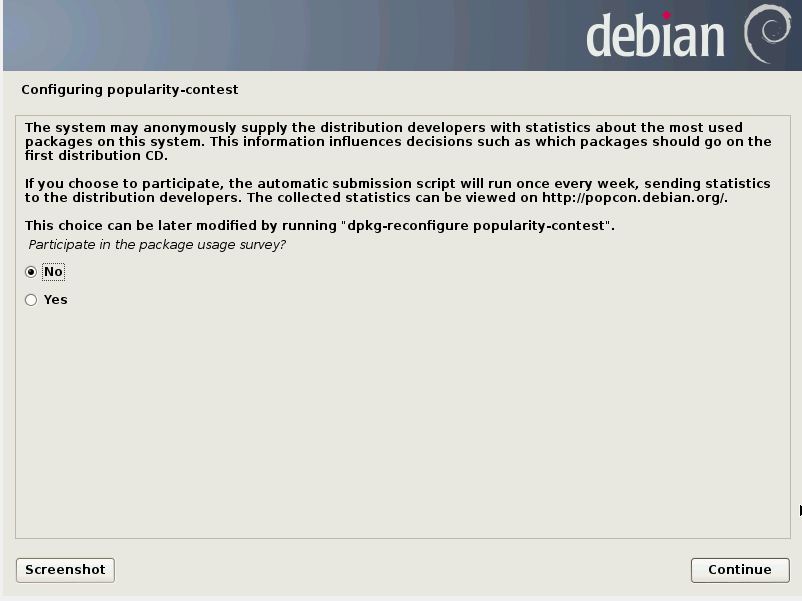 debian
Configuring popularity-contest
The system may anonymously supply the distribution developers with statistics about the most used
packages on this system. This information influences decisions such as which packages should go on the
first distribution CD.
If you choose to participate, the automatic submission script will run once every week, sending statistics
to the distribution developers. The collected statistics can be viewed on http://popcon.debian.org/.
This choice can be later modified by running "dpkg-reconfigure popularity-contest".
Participate in the package usage survey?
No
Yes
Screenshot
Continue